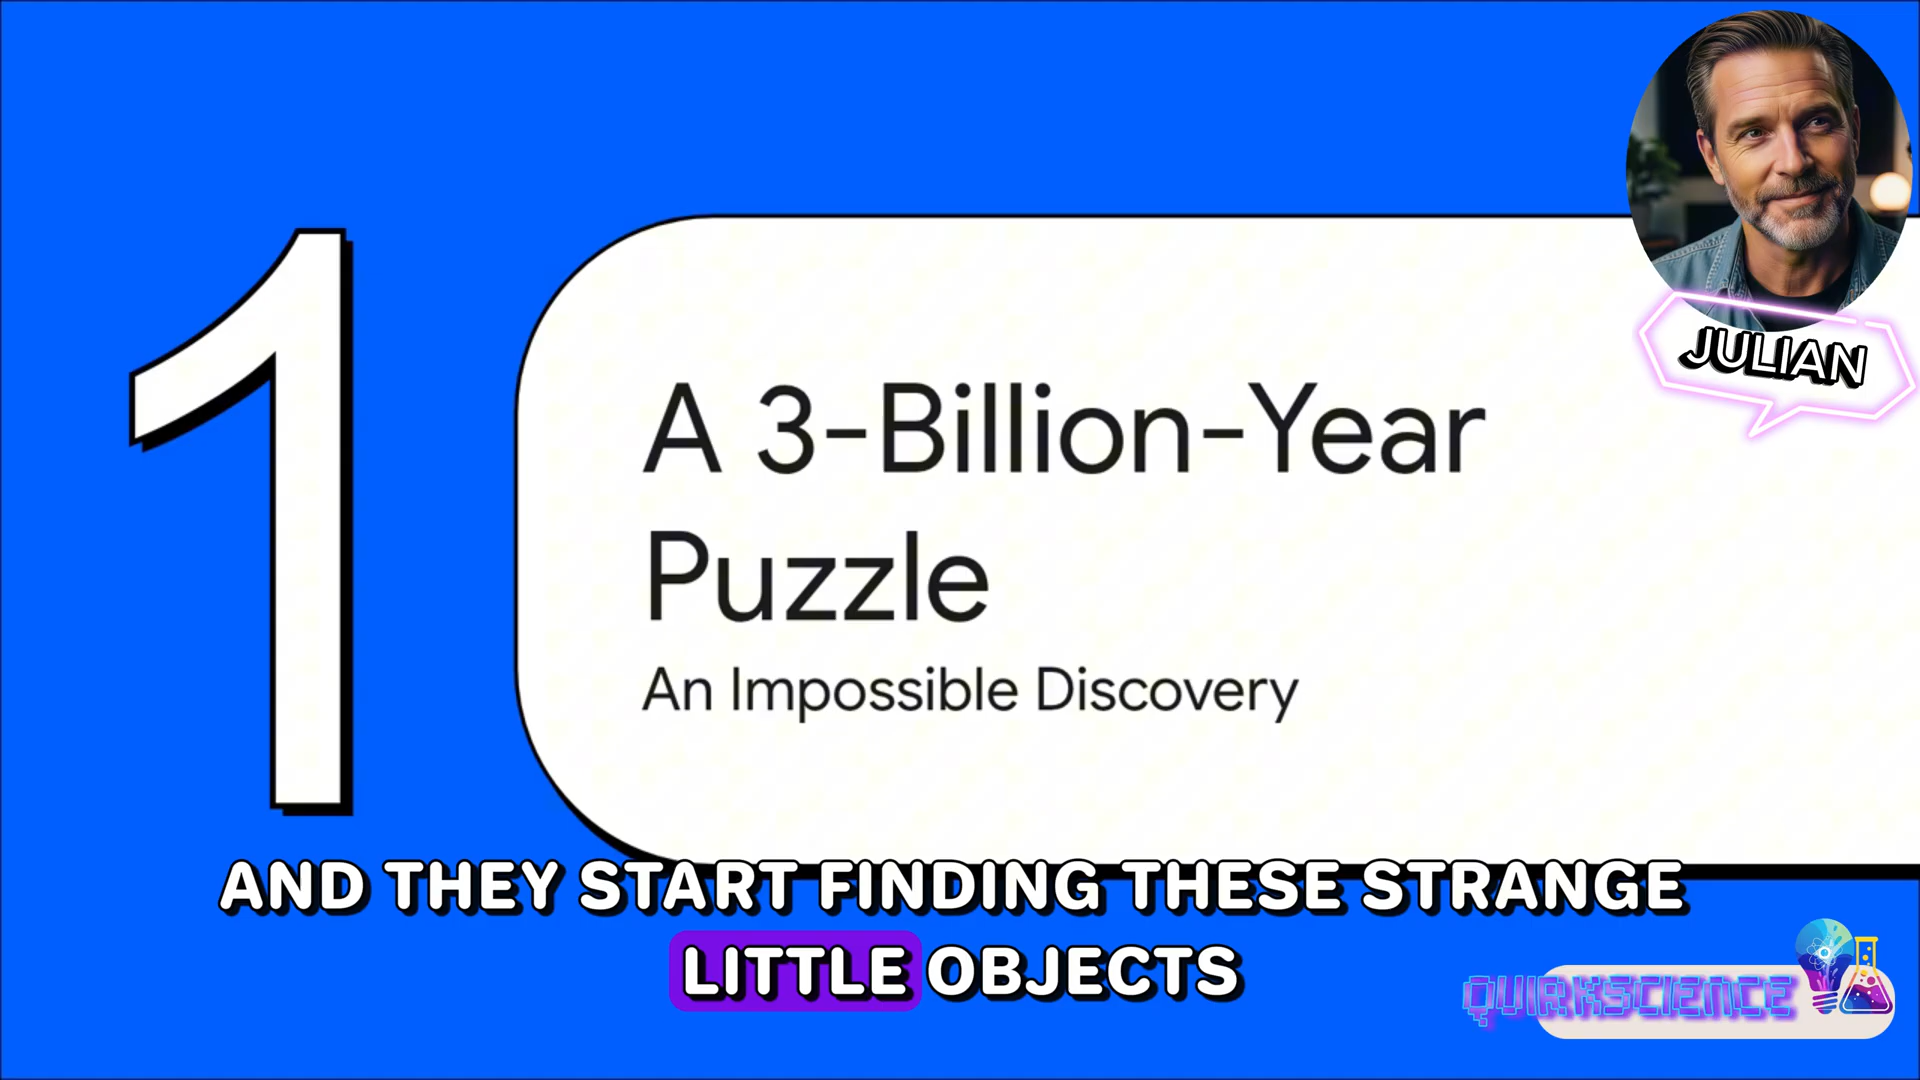 1
A 3-Billion-Year
Puzzle
An Impossible Discovery
JULIAN
AND THEY START FINDING THESE STRANGE
LITTLE OBJECTS
QUIRKSCIENCE